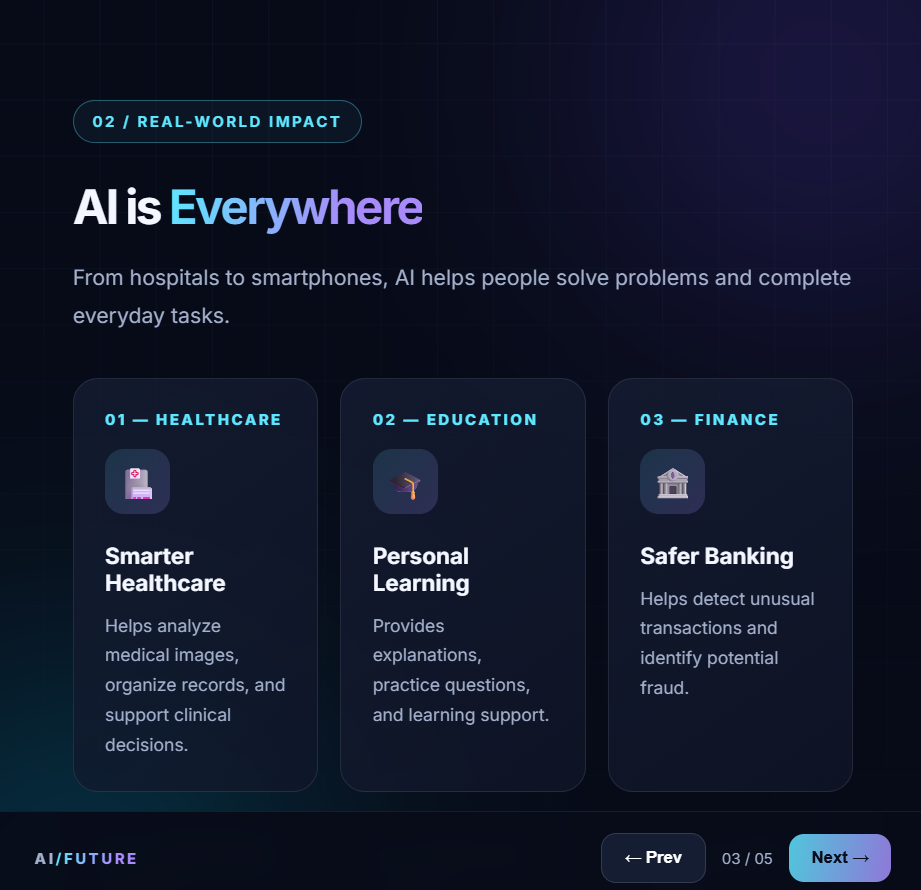 02 / REAL-WORLD IMPACT
AI is Everywhere
From hospitals to smartphones, AI helps people solve problems and complete
everyday tasks.
01 — HEALTHCARE
Smarter
Healthcare
Helps analyze
medical images,
organize records, and
support clinical
decisions.
02 — EDUCATION
Personal
Learning
Provides
explanations,
practice questions,
and learning support.
03 — FINANCE
Safer Banking
Helps detect unusual
transactions and
identify potential
fraud.
AI/FUTURE
← Prev
03 / 05
Next →